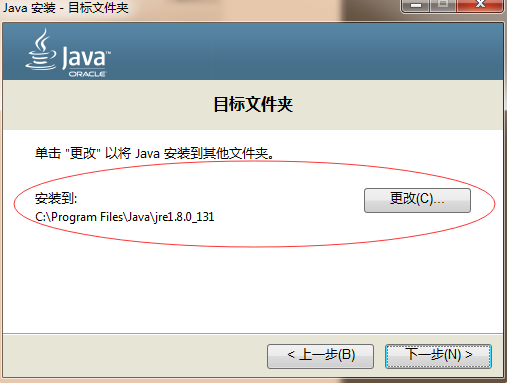 Java 安装 - 目标文件夹
Java™
ORACLE
目标文件夹
单击 "更改" 以将 Java 安装到其他文件夹。
安装到:
更改(C)...
C:\Program Files\Java\jre1.8.0_131
< 上一步(B)
下一步(N) >